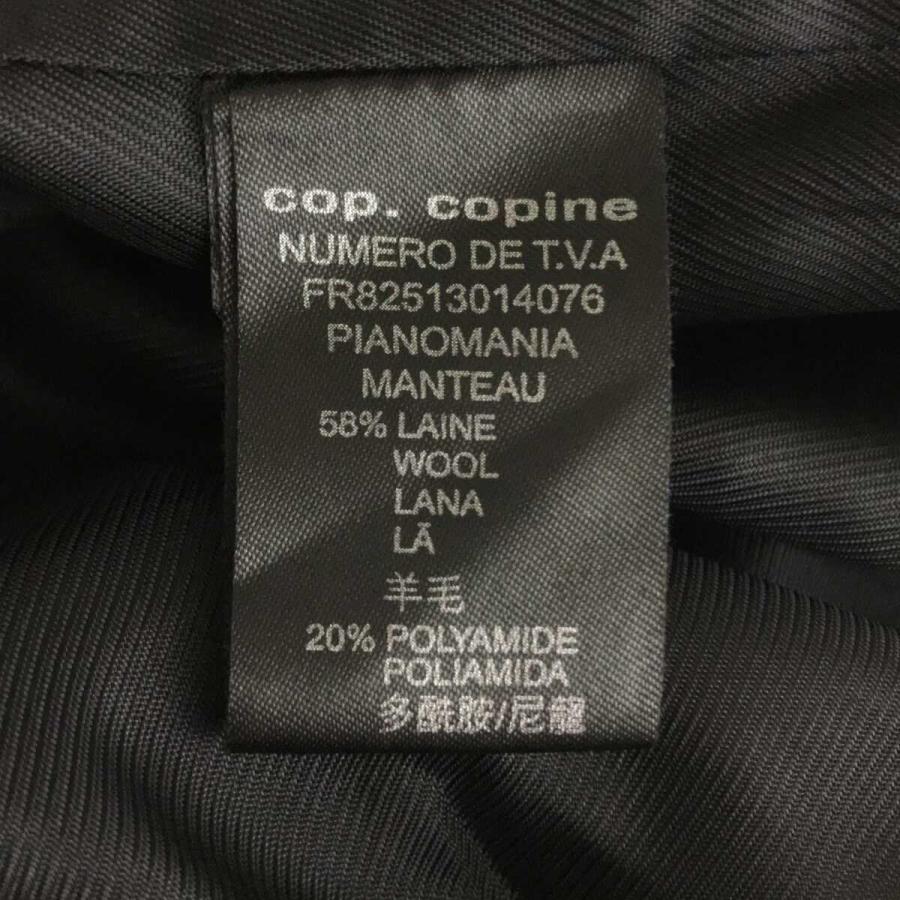 cop. copine
NUMERO DE T.V.A
FR82513014076
PIANOMANIA
MANTEAU
58% LAINE
WOOL
LANA
LÃ
羊毛
20% POLYAMIDE
POLIAMIDA
多酰胺/尼龍